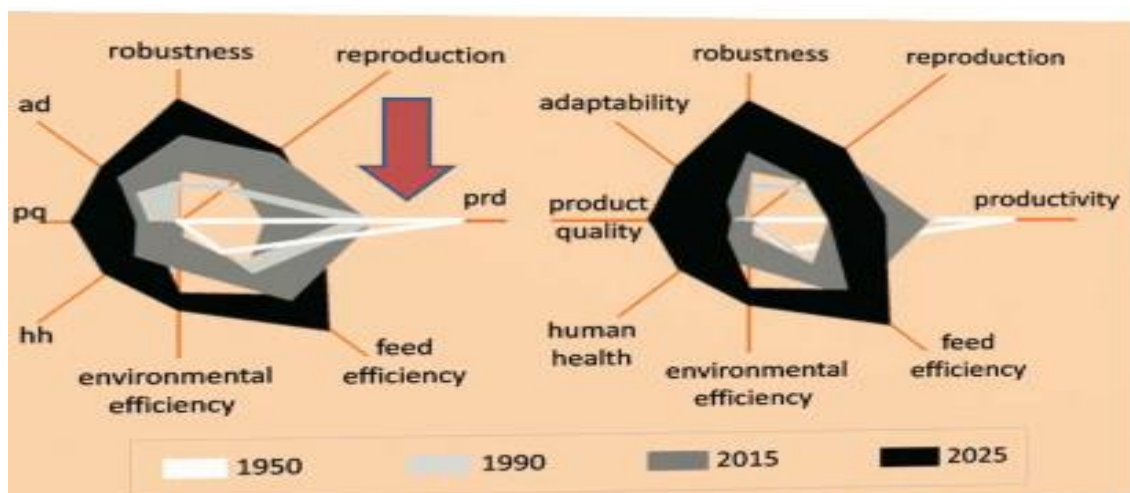 robustness
reproduction
ad
prd
pq
hh
feed
efficiency
environmental
efficiency
robustness
reproduction
adaptability
productivity
product
quality
human
health
feed
efficiency
environmental
efficiency
1950
1990
2015
2025